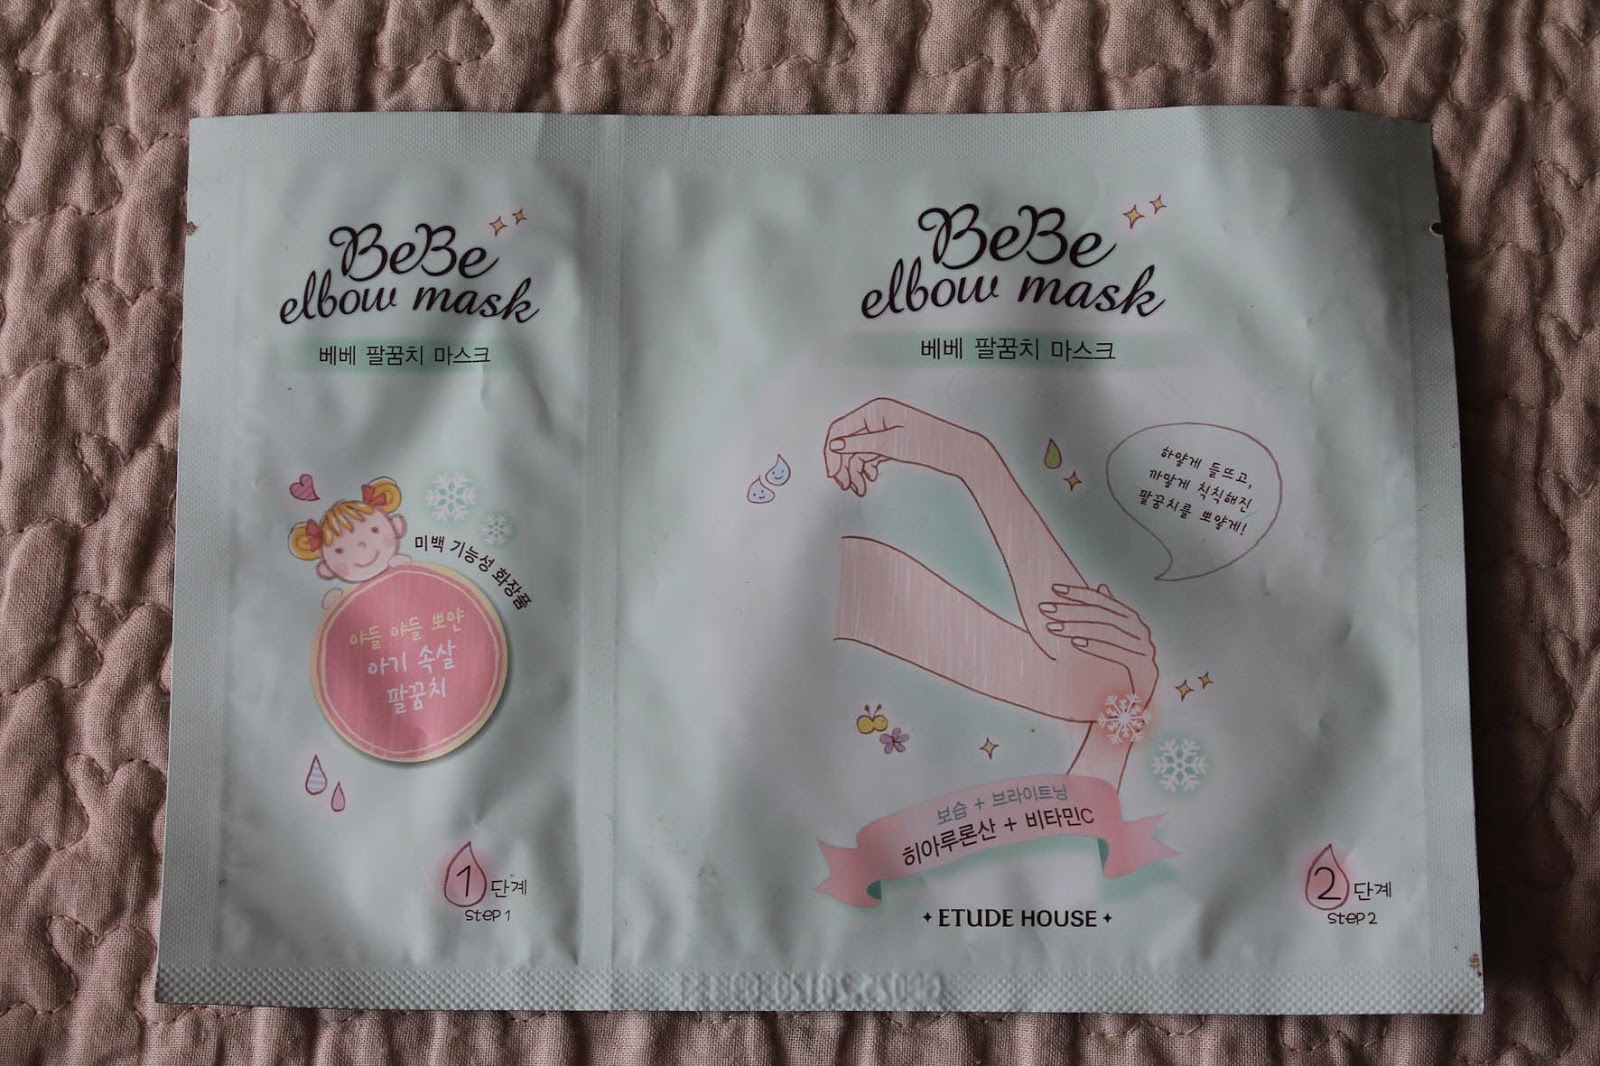 BeBe
elbow mask
베베 팔꿈치 마스크
미백 기능성 화장품
야들 야들 뽀얀
아기 속살
팔꿈치
1단계
STEP 1
BeBe
elbow mask
베베 팔꿈치 마스크
하얗게 들뜨고,
까맣게 칙칙해진
팔꿈치를 뽀얗게!
보습 + 브라이트닝
히아루론산 + 비타민C
ETUDE HOUSE
2단계
STEP 2